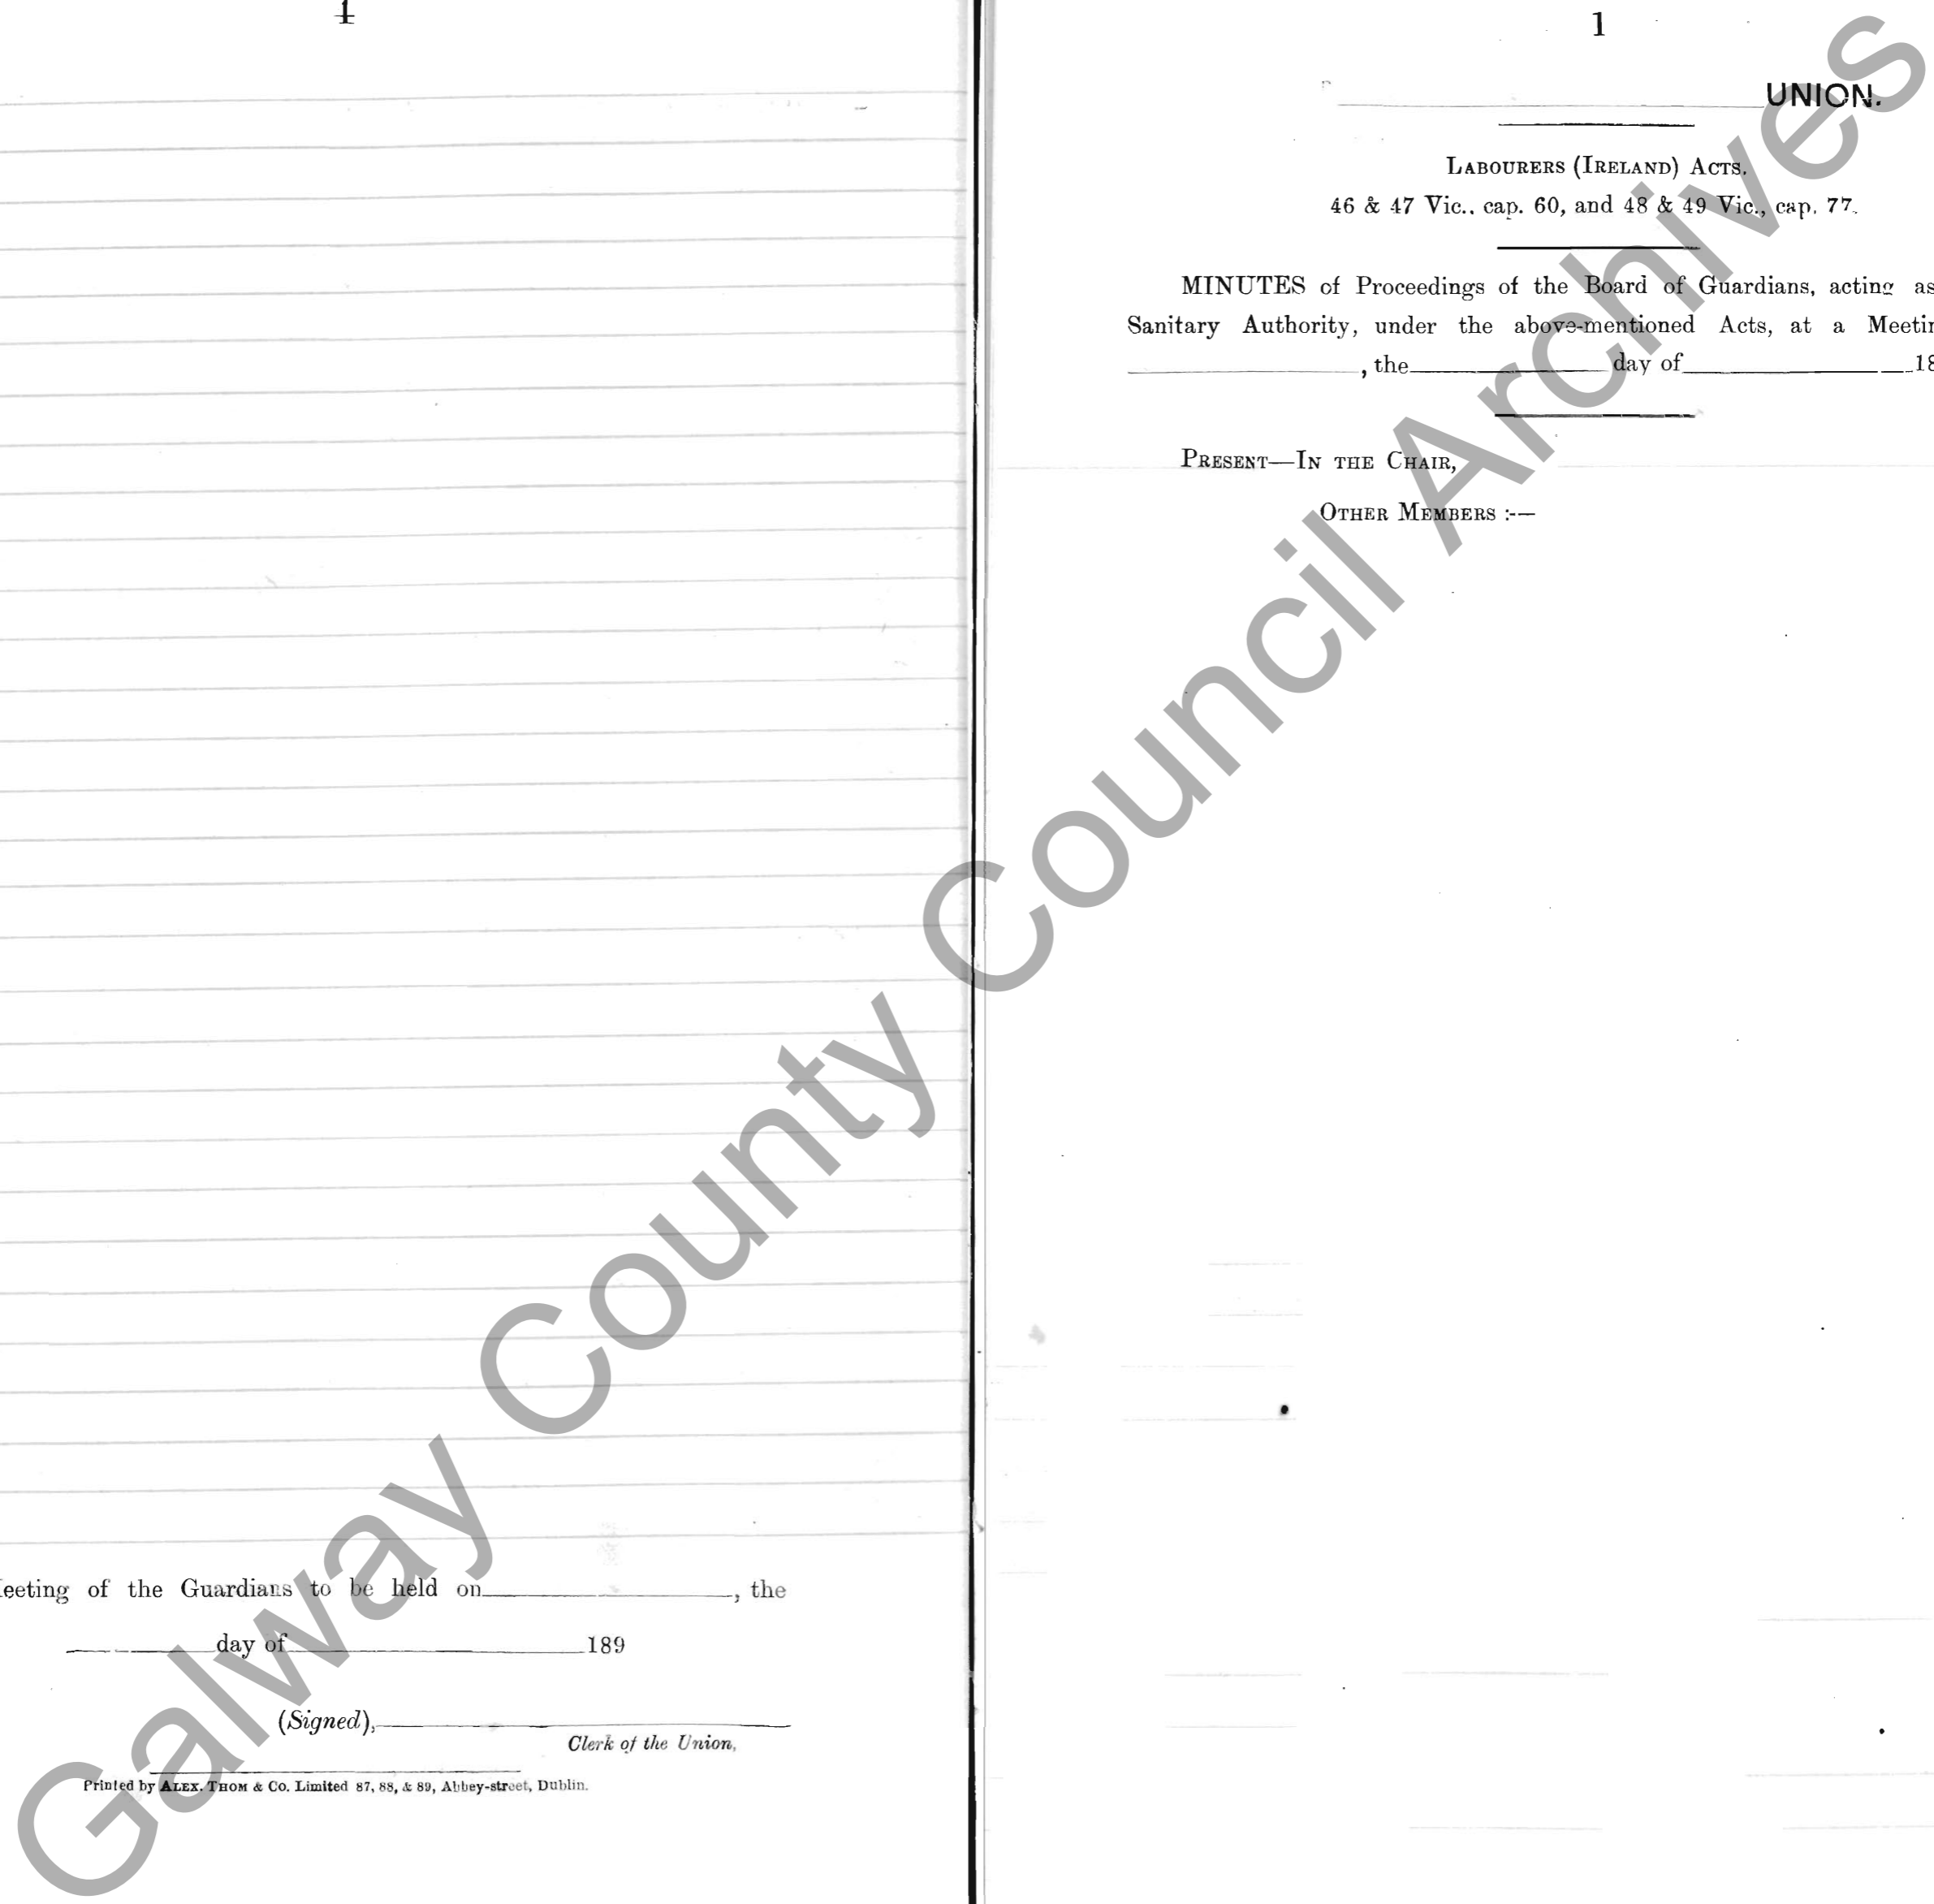 4
eeting of the Guardians to be held on , the
day of 189
(Signed),
Clerk of the Union,
Printed by ALEX. THOM & Co. Limited 87, 88, & 89, Abbey-street, Dublin.
1
UNION.
LABOURERS (IRELAND) ACTS.
46 & 47 Vic., cap. 60, and 48 & 49 Vic., cap. 77.
MINUTES of Proceedings of the Board of Guardians, acting as
Sanitary Authority, under the above-mentioned Acts, at a Meetin
, the day of 18
PRESENT—IN THE CHAIR,
OTHER MEMBERS :—
Galway County Council Archives